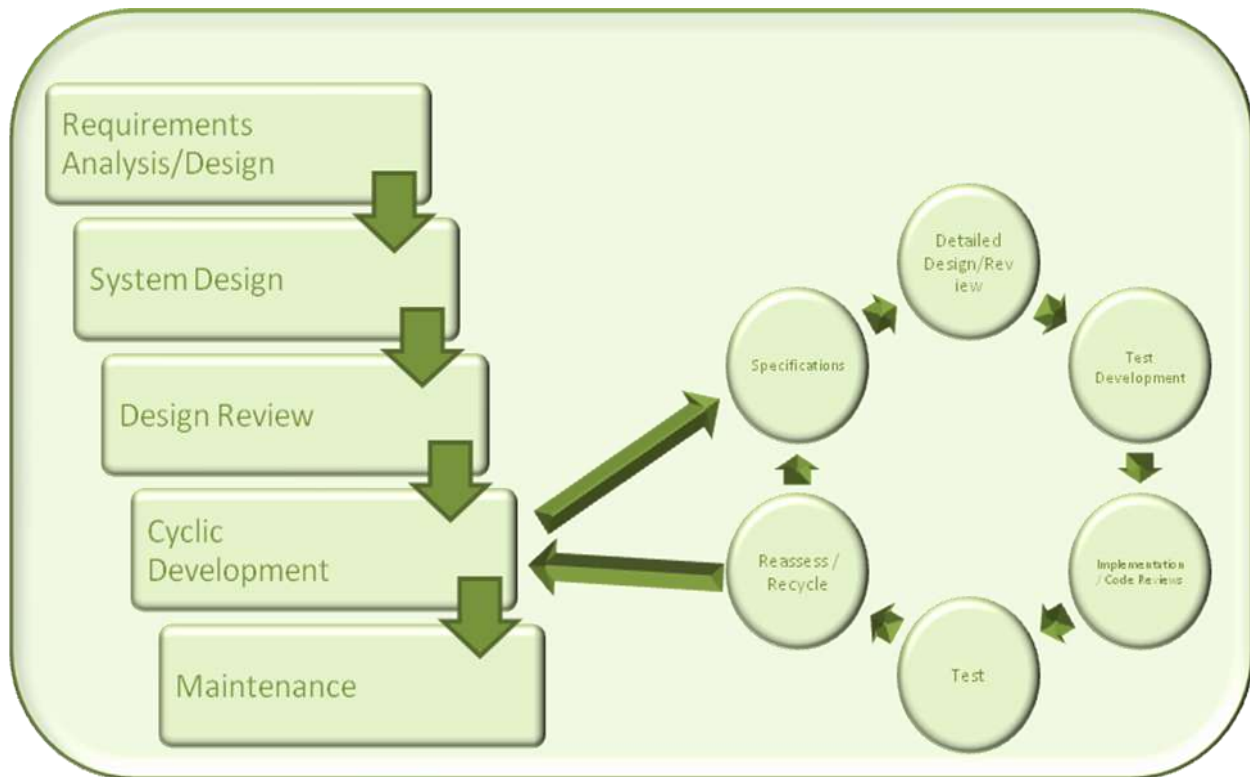 Requirements
Analysis/Design
System Design
Design Review
Cyclic
Development
Maintenance
Detailed
Design/Rev
iew
Specifications
Test
Development
Reassess /
Recycle
Implementation
/ Code Reviews
Test